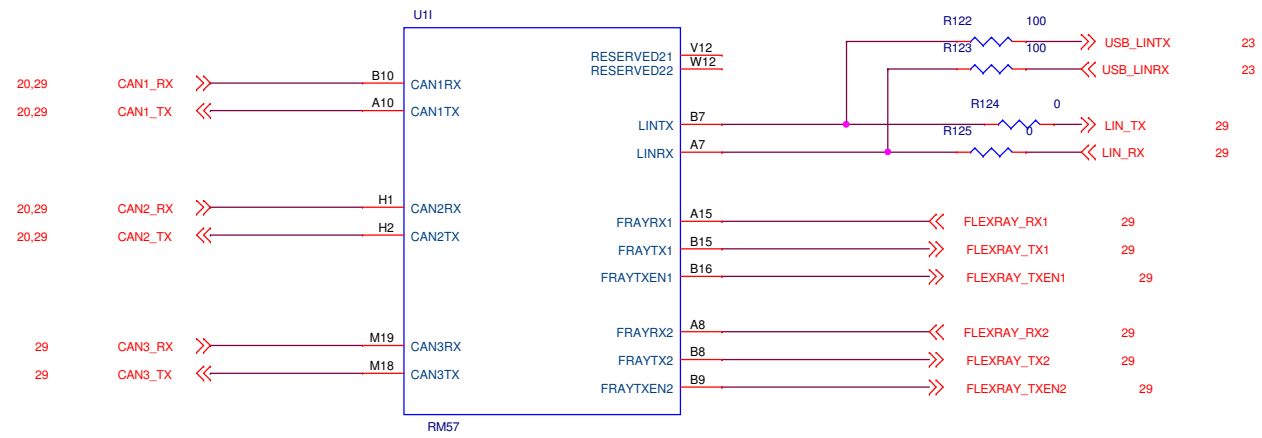 U1I
R122 100
USB_LINTX 23
R123 100
USB_LINRX 23
RESERVED21 V12
RESERVED22 W12
20,29 CAN1_RX B10 CAN1RX
20,29 CAN1_TX A10 CAN1TX
R124 0
LINTX B7 LIN_TX 29
R125 0
LINRX A7 LIN_RX 29
20,29 CAN2_RX H1 CAN2RX
20,29 CAN2_TX H2 CAN2TX
FRAYRX1 A15 FLEXRAY_RX1 29
FRAYTX1 B15 FLEXRAY_TX1 29
FRAYTXEN1 B16 FLEXRAY_TXEN1 29
FRAYRX2 A8 FLEXRAY_RX2 29
29 CAN3_RX M19 CAN3RX
FRAYTX2 B8 FLEXRAY_TX2 29
29 CAN3_TX M18 CAN3TX
FRAYTXEN2 B9 FLEXRAY_TXEN2 29
RM57